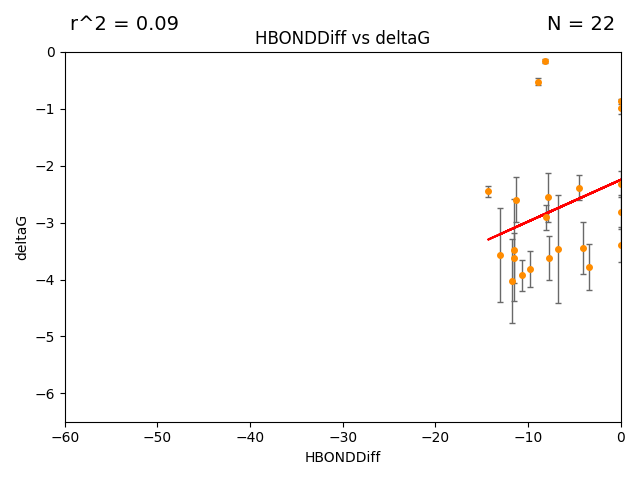 r^2 = 0.09
N = 22
HBONDDiff vs deltaG
0
−1
−2
−3
−4
−5
−6
deltaG
−60 −50 −40 −30 −20 −10 0
HBONDDiff